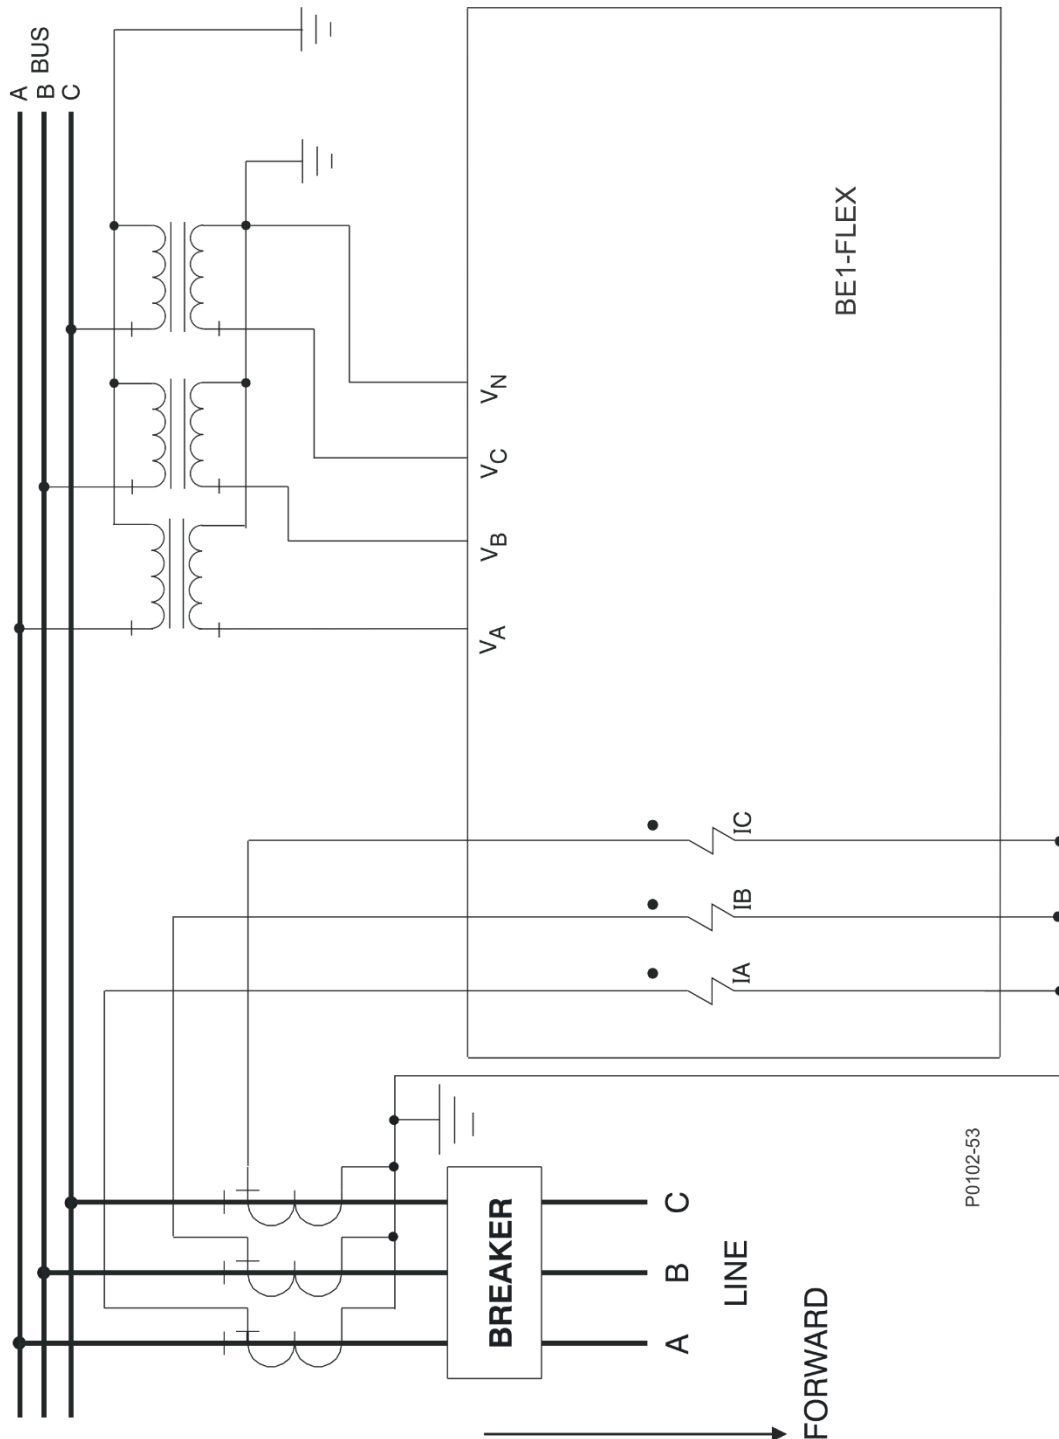 A
B BUS
C
BE1-FLEX
VN
VC
VB
VA
IC
IB
IA
BREAKER
C
B
A
LINE
FORWARD
P0102-53